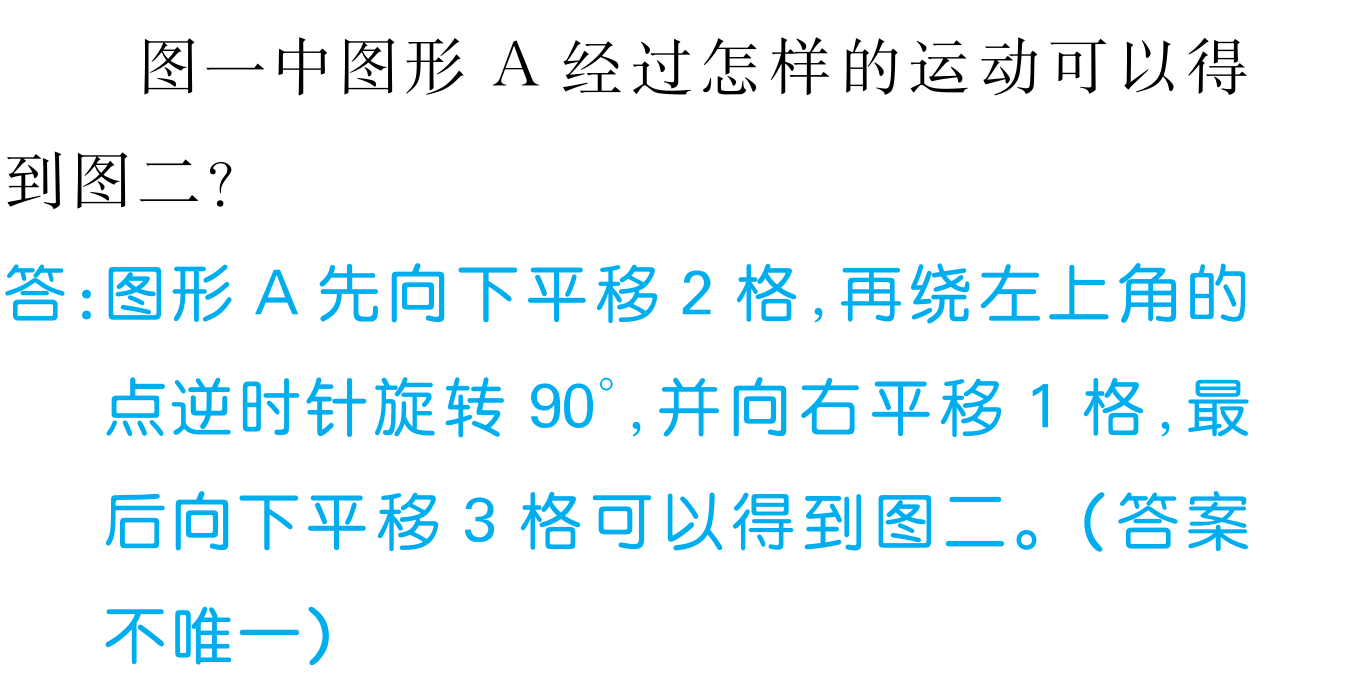 图一中图形 A 经过怎样的运动可以得
到图二?
答:图形 A 先向下平移 2 格,再绕左上角的
点逆时针旋转 90°,并向右平移 1 格,最
后向下平移 3 格可以得到图二。(答案
不唯一)